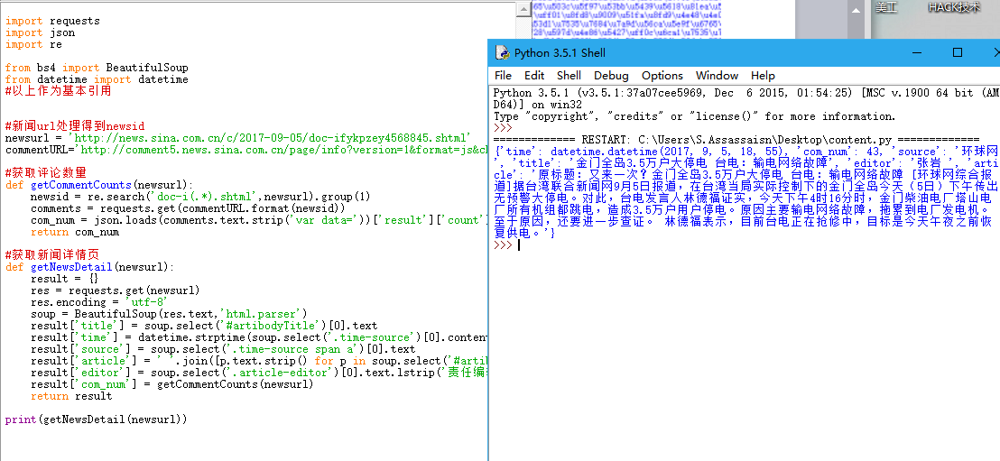 import requests
import json
import re
from bs4 import BeautifulSoup
from datetime import datetime
#以上作为基本引用
#新闻url处理得到newsid
newsurl = 'http://news.sina.com.cn/c/2017-09-05/doc-ifykpzey4568845.shtml'
commentURL='http://comment5.news.sina.com.cn/page/info?version=1&format=js&c
#获取评论数量
def getCommentCounts(newsurl):
    newsid = re.search('doc-i(.*).shtml',newsurl).group(1)
    comments = requests.get(commentURL.format(newsid))
    com_num = json.loads(comments.text.strip('var data='))['result']['count']
    return com_num
#获取新闻详情页
def getNewsDetail(newsurl):
    result = {}
    res = requests.get(newsurl)
    res.encoding = 'utf-8'
    soup = BeautifulSoup(res.text,'html.parser')
    result['title'] = soup.select('#artibodyTitle')[0].text
    result['time'] = datetime.strptime(soup.select('.time-source')[0].conten
    result['source'] = soup.select('.time-source span a')[0].text
    result['article'] = ' '.join([p.text.strip() for p in soup.select('#artib
    result['editor'] = soup.select('.article-editor')[0].text.lstrip('责任编
    result['com_num'] = getCommentCounts(newsurl)
    return result
print(getNewsDetail(newsurl))
美工
HACK技术
Python 3.5.1 Shell
File Edit Shell Debug Options Window Help
Python 3.5.1 (v3.5.1:37a07cee5969, Dec  6 2015, 01:54:25) [MSC v.1900 64 bit (AM
D64)] on win32
Type "copyright", "credits" or "license()" for more information.
>>>
============= RESTART: C:\Users\S.Assassaisn\Desktop\content.py =============
{'time': datetime.datetime(2017, 9, 5, 18, 55), 'com_num': 43, 'source': '环球网
', 'title': '金门全岛3.5万户大停电 台电：输电网络故障', 'editor': '张岩 ', 'arti
cle': '原标题：又来一次？金门全岛3.5万户大停电 台电：输电网络故障 [环球网综合报
道]据台湾联合新闻网9月5日报道，在台湾当局实际控制下的金门全岛今天（5日）下午传出
无预警大停电。对此，台电发言人林德福证实，今天下午4时16分时，金门柴油电厂塔山电
厂所有机组都跳电，造成3.5万户用户停电。原因主要输电网络故障，拖累到电厂发电机。
至于原因，还要进一步查证。 林德福表示，目前台电正在抢修中，目标是今天午夜之前恢
复供电。'}
>>>